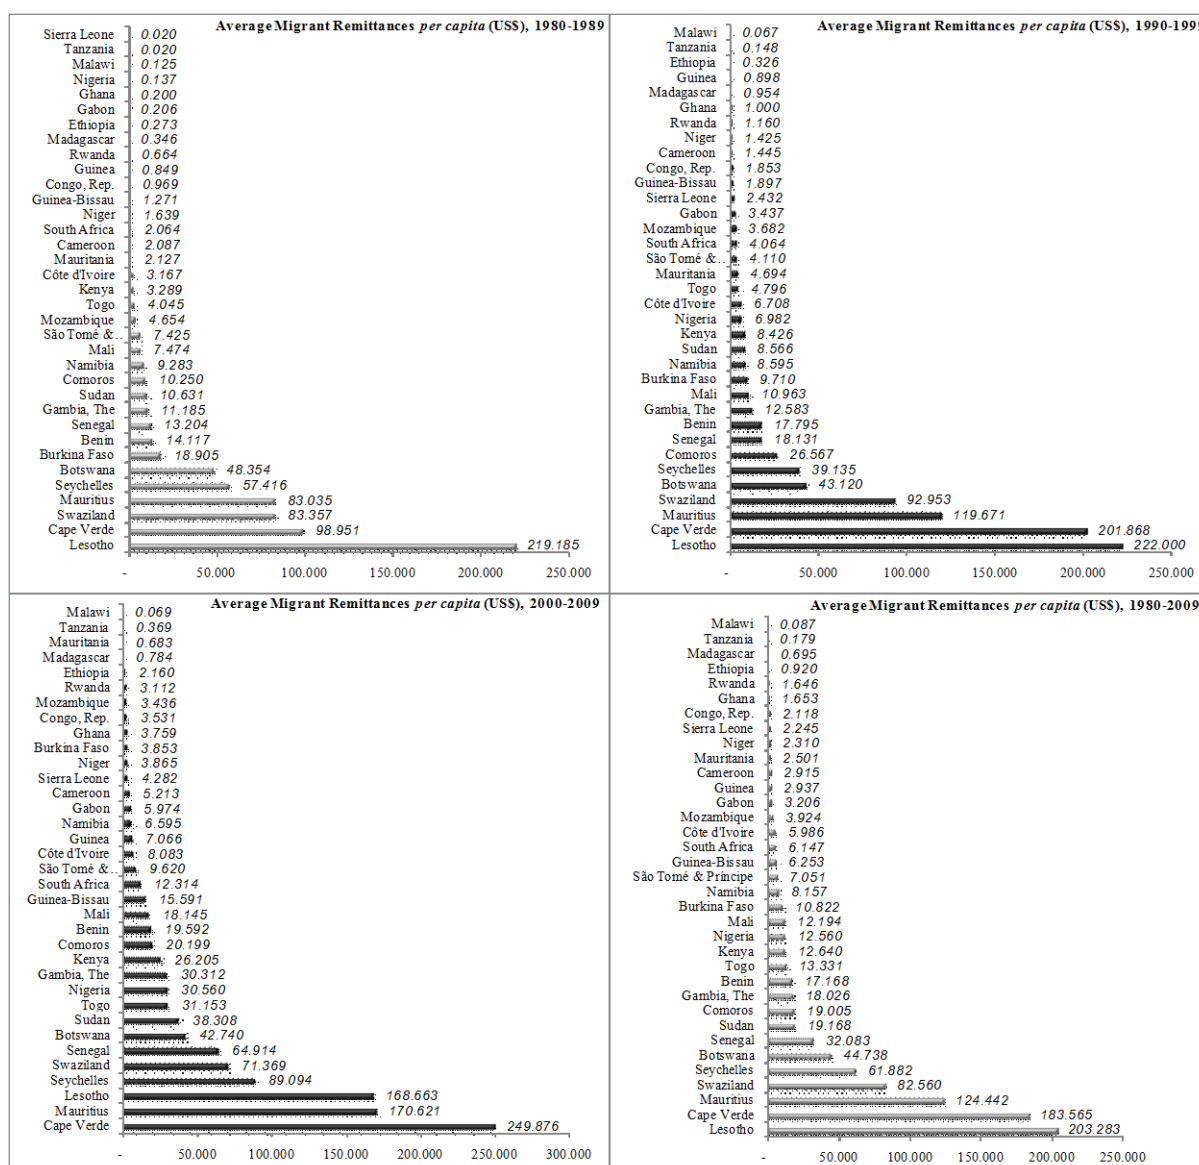 Average Migrant Remittances per capita (US$), 1980-1989
Sierra Leone 0.020
Tanzania 0.020
Malawi 0.125
Nigeria 0.137
Ghana 0.200
Gabon 0.206
Ethiopia 0.273
Madagascar 0.346
Rwanda 0.664
Guinea 0.849
Congo, Rep. 0.969
Guinea-Bissau 1.271
Niger 1.639
South Africa 2.064
Cameroon 2.087
Mauritania 2.127
Côte d'Ivoire 3.167
Kenya 3.289
Togo 4.045
Mozambique 4.654
São Tomé &.. 7.425
Mali 7.474
Namibia 9.283
Comoros 10.250
Sudan 10.631
Gambia, The 11.185
Senegal 13.204
Benin 14.117
Burkina Faso 18.905
Botswana 48.354
Seychelles 57.416
Mauritius 83.035
Swaziland 83.357
Cape Verde 98.951
Lesotho 219.185
- 50.000 100.000 150.000 200.000 250.000
Average Migrant Remittances per capita (US$), 1990-1999
Malawi 0.067
Tanzania 0.148
Ethiopia 0.326
Guinea 0.898
Madagascar 0.954
Ghana 1.000
Rwanda 1.160
Niger 1.425
Cameroon 1.445
Congo, Rep. 1.853
Guinea-Bissau 1.897
Sierra Leone 2.432
Gabon 3.437
Mozambique 3.682
South Africa 4.064
São Tomé &.. 4.110
Mauritania 4.694
Togo 4.796
Côte d'Ivoire 6.708
Nigeria 6.982
Kenya 8.426
Sudan 8.566
Namibia 8.595
Burkina Faso 9.710
Mali 10.963
Gambia, The 12.583
Benin 17.795
Senegal 18.131
Comoros 26.567
Seychelles 39.135
Botswana 43.120
Swaziland 92.953
Mauritius 119.671
Cape Verde 201.868
Lesotho 222.000
- 50.000 100.000 150.000 200.000 250.000
Average Migrant Remittances per capita (US$), 2000-2009
Malawi 0.069
Tanzania 0.369
Mauritania 0.683
Madagascar 0.784
Ethiopia 2.160
Rwanda 3.112
Mozambique 3.436
Congo, Rep. 3.531
Ghana 3.759
Burkina Faso 3.853
Niger 3.865
Sierra Leone 4.282
Cameroon 5.213
Gabon 5.974
Namibia 6.595
Guinea 7.066
Côte d'Ivoire 8.083
São Tomé &.. 9.620
South Africa 12.314
Guinea-Bissau 15.591
Mali 18.145
Benin 19.592
Comoros 20.199
Kenya 26.205
Gambia, The 30.312
Nigeria 30.560
Togo 31.153
Sudan 38.308
Botswana 42.740
Senegal 64.914
Swaziland 71.369
Seychelles 89.094
Lesotho 168.663
Mauritius 170.621
Cape Verde 249.876
- 50.000 100.000 150.000 200.000 250.000 300.000
Average Migrant Remittances per capita (US$), 1980-2009
Malawi 0.087
Tanzania 0.179
Madagascar 0.695
Ethiopia 0.920
Rwanda 1.646
Ghana 1.653
Congo, Rep. 2.118
Sierra Leone 2.245
Niger 2.310
Mauritania 2.501
Cameroon 2.915
Guinea 2.937
Gabon 3.206
Mozambique 3.924
Côte d'Ivoire 5.986
South Africa 6.147
Guinea-Bissau 6.253
São Tomé & Príncipe 7.051
Namibia 8.157
Burkina Faso 10.822
Mali 12.194
Nigeria 12.560
Kenya 12.640
Togo 13.331
Benin 17.168
Gambia, The 18.026
Comoros 19.005
Sudan 19.168
Senegal 32.083
Botswana 44.738
Seychelles 61.882
Swaziland 82.560
Mauritius 124.442
Cape Verde 183.565
Lesotho 203.283
- 50.000 100.000 150.000 200.000 250.000